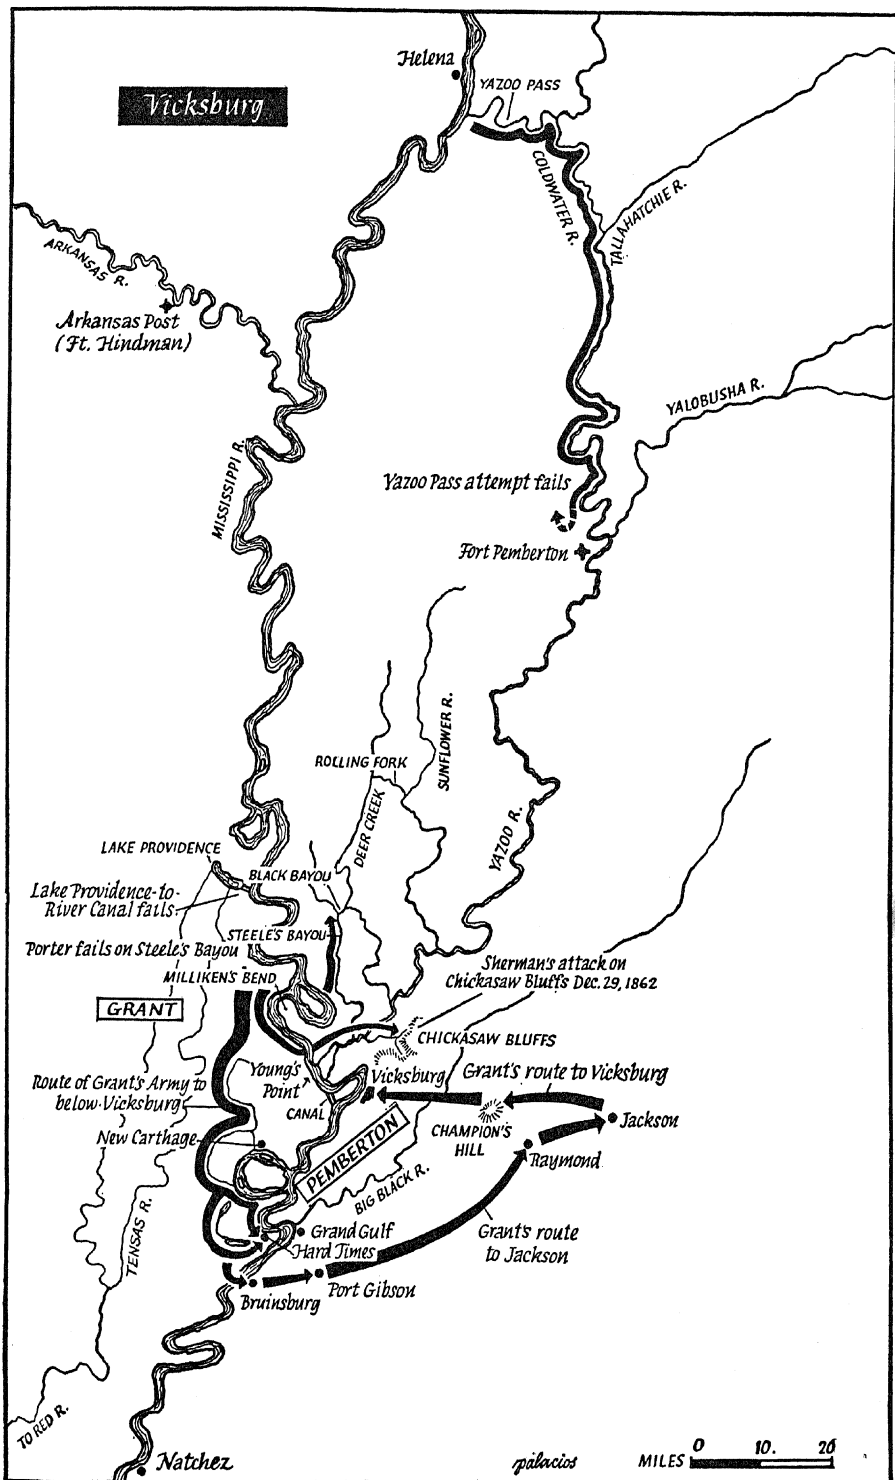 Vicksburg
Helena
YAZOO PASS
COLDWATER R.
TALLAHATCHIE R.
ARKANSAS R.
Arkansas Post
(Ft. Hindman)
YALOBUSHA R.
MISSISSIPPI R.
Yazoo Pass attempt fails
Fort Pemberton
SUNFLOWER R.
ROLLING FORK
DEER CREEK
YAZOO R.
LAKE PROVIDENCE
BLACK BAYOU
Lake Providence-to-
River Canal fails
STEELE'S BAYOU
Porter fails on Steele's Bayou
MILLIKEN'S BEND
Sherman's attack on
Chickasaw Bluffs Dec. 29, 1862
GRANT
CHICKASAW BLUFFS
Young's
Point
Vicksburg
Grant's route to Vicksburg
Route of Grant's Army to
below Vicksburg
CANAL
Jackson
CHAMPION'S
HILL
New Carthage
PEMBERTON
Raymond
BIG BLACK R.
TENSAS R.
Grand Gulf
Hard Times
Grant's route
to Jackson
Bruinsburg
Port Gibson
TO RED R.
Natchez
palacios
MILES 0 10. 20